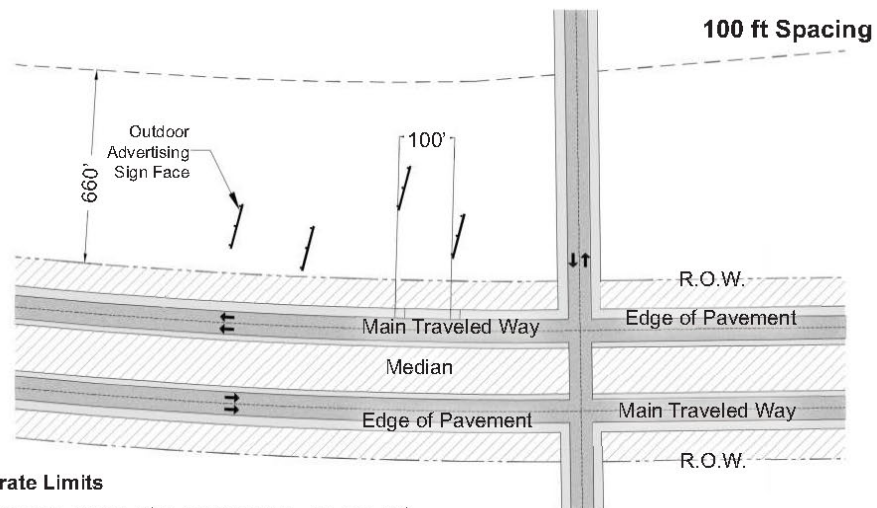 100 ft Spacing
Outdoor
Advertising
Sign Face
100'
660'
R.O.W.
Main Traveled Way
Edge of Pavement
Median
Edge of Pavement
Main Traveled Way
R.O.W.
rate Limits